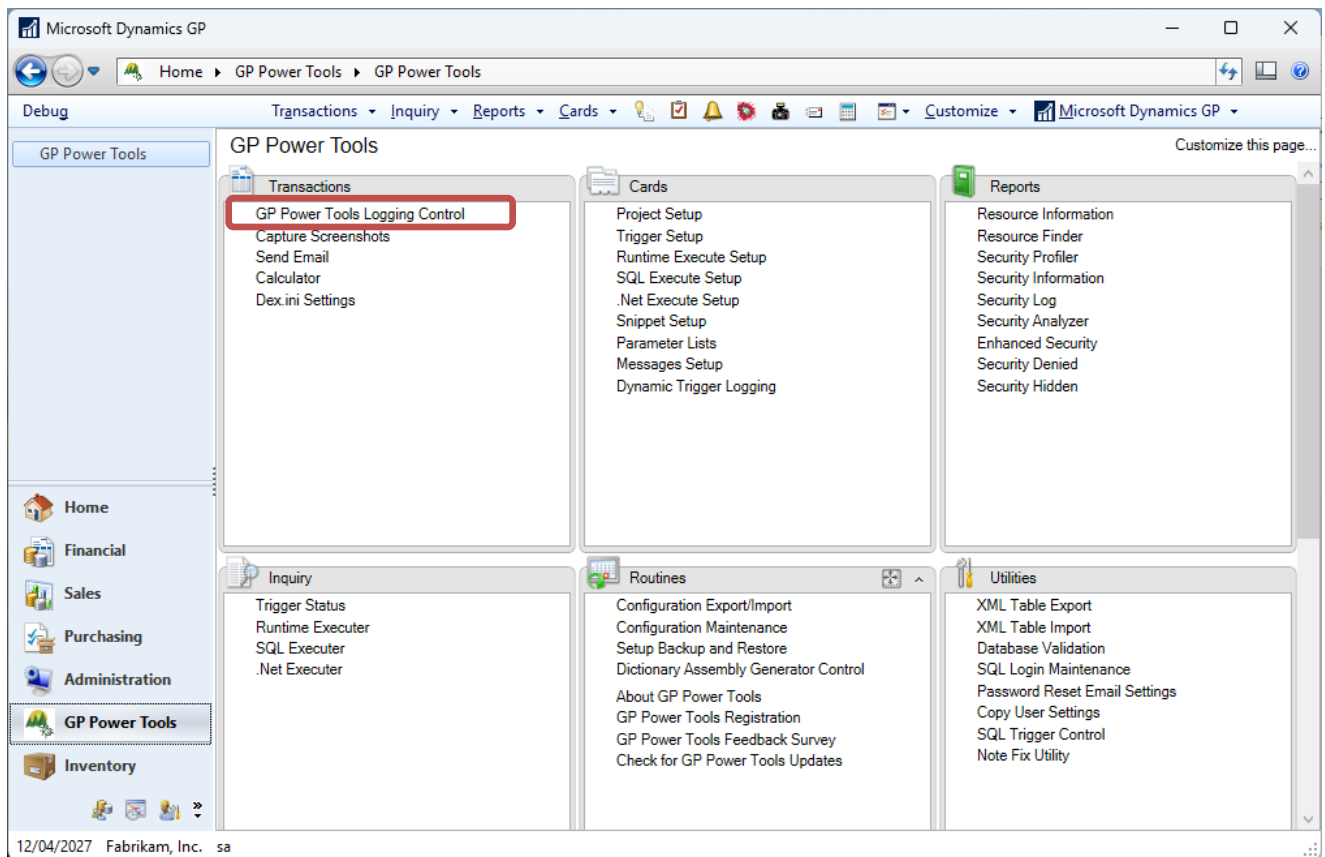 Microsoft Dynamics GP
Home GP Power Tools GP Power Tools
Debug Transactions Inquiry Reports Cards Customize Microsoft Dynamics GP
GP Power Tools
GP Power Tools
Customize this page...
Transactions
GP Power Tools Logging Control
Capture Screenshots
Send Email
Calculator
Dex.ini Settings
Cards
Project Setup
Trigger Setup
Runtime Execute Setup
SQL Execute Setup
.Net Execute Setup
Snippet Setup
Parameter Lists
Messages Setup
Dynamic Trigger Logging
Reports
Resource Information
Resource Finder
Security Profiler
Security Information
Security Log
Security Analyzer
Enhanced Security
Security Denied
Security Hidden
Home
Financial
Sales
Purchasing
Administration
GP Power Tools
Inventory
Inquiry
Trigger Status
Runtime Executer
SQL Executer
.Net Executer
Routines
Configuration Export/Import
Configuration Maintenance
Setup Backup and Restore
Dictionary Assembly Generator Control
About GP Power Tools
GP Power Tools Registration
GP Power Tools Feedback Survey
Check for GP Power Tools Updates
Utilities
XML Table Export
XML Table Import
Database Validation
SQL Login Maintenance
Password Reset Email Settings
Copy User Settings
SQL Trigger Control
Note Fix Utility
12/04/2027 Fabrikam, Inc. sa